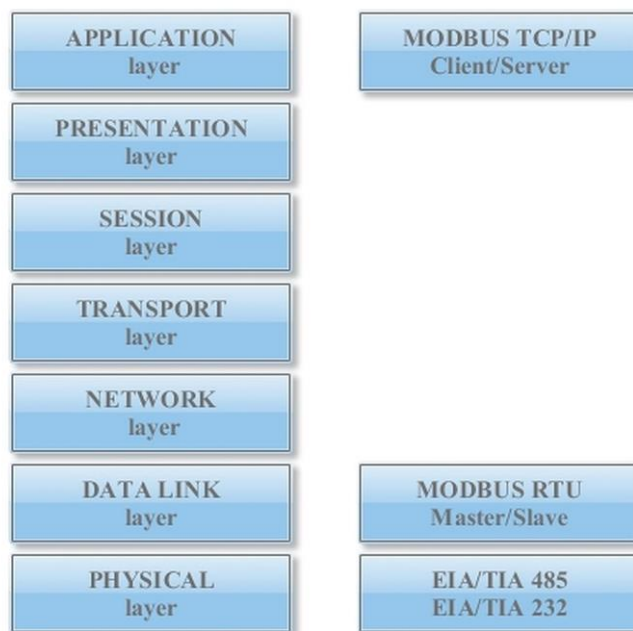 APPLICATION
layer
MODBUS TCP/IP
Client/Server
PRESENTATION
layer
SESSION
layer
TRANSPORT
layer
NETWORK
layer
DATA LINK
layer
MODBUS RTU
Master/Slave
PHYSICAL
layer
EIA/TIA 485
EIA/TIA 232